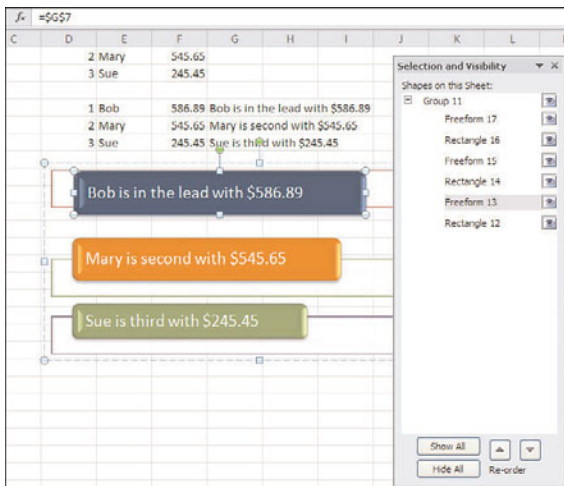 fx =$G$7
C D E F G H I J K L
2 Mary 545.65
3 Sue 245.45
1 Bob 586.89 Bob is in the lead with $586.89
2 Mary 545.65 Mary is second with $545.65
3 Sue 245.45 Sue is third with $245.45
Bob is in the lead with $586.89
Mary is second with $545.65
Sue is third with $245.45
Selection and Visibility
Shapes on this Sheet:
Group 11
Freeform 17
Rectangle 16
Freeform 15
Rectangle 14
Freeform 13
Rectangle 12
Show All
Hide All Re-order